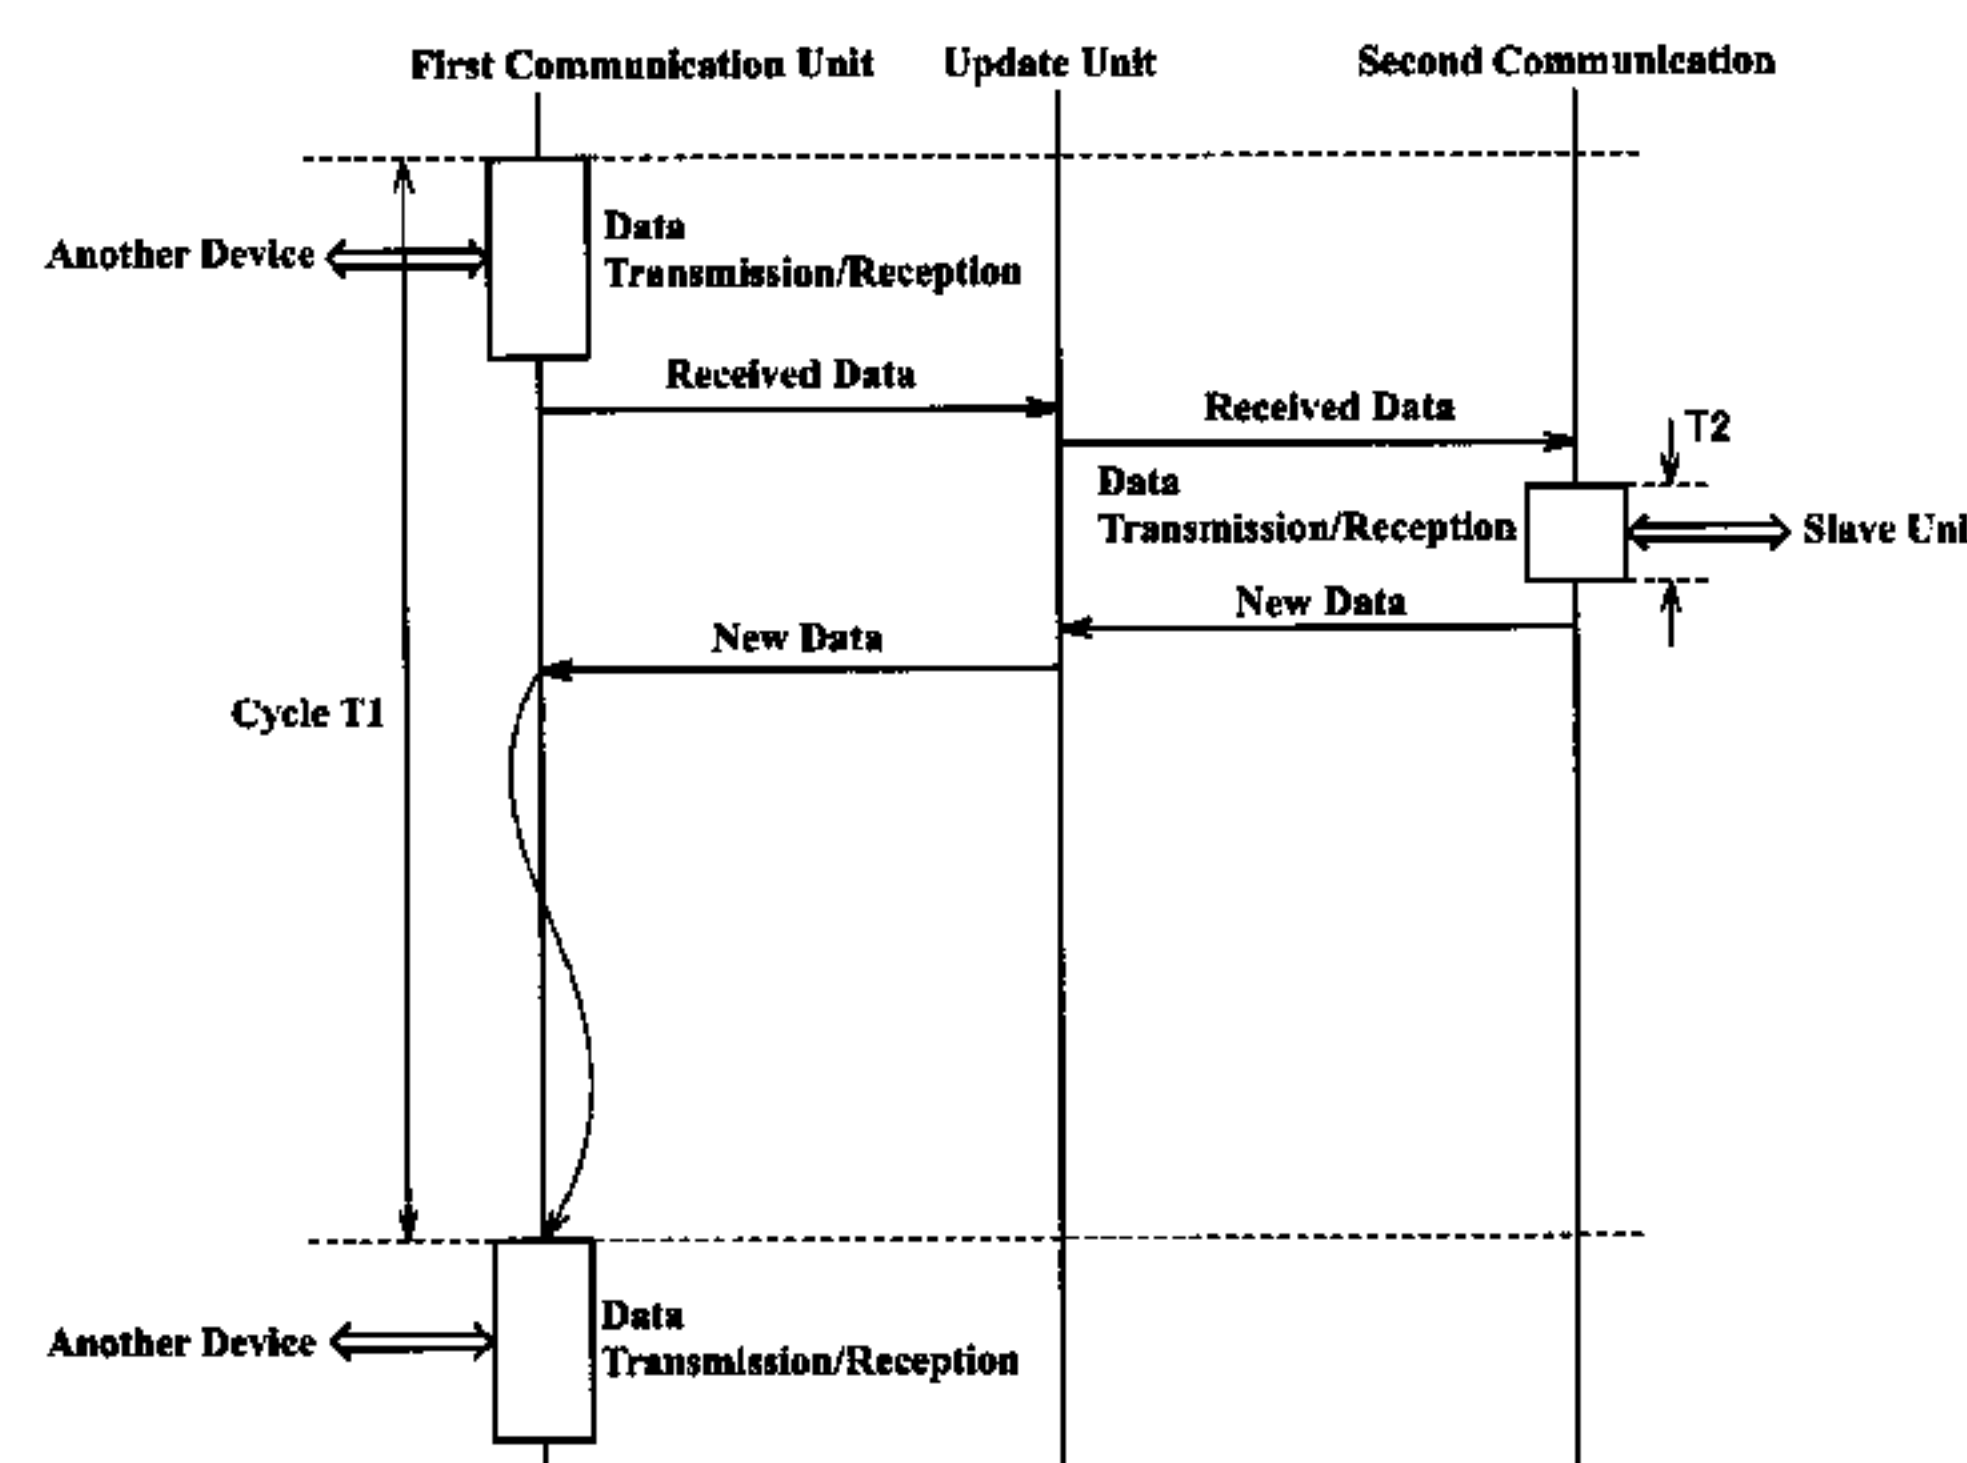 First Communication Unit
Update Unit
Second Communication
Another Device
Data
Transmission/Reception
Received Data
Received Data
T2
Data
Transmission/Reception
Slave Uni
New Data
New Data
Cycle T1
Another Device
Data
Transmission/Reception